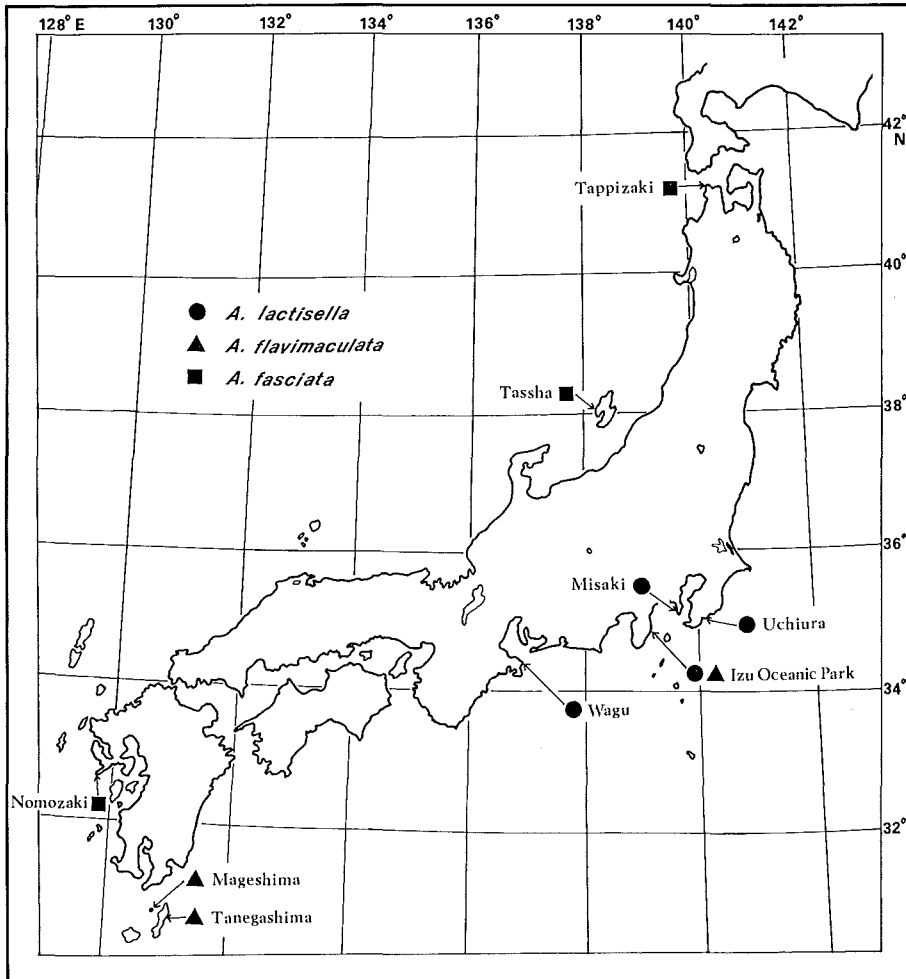 128° E 130° 132° 134° 136° 138° 140° 142°
42°
N
Tappizaki
40°
A. lactisella
A. flavimaculata
A. fasciata
Tassha
38°
36°
Misaki
Uchiura
Izu Oceanic Park
34°
Wagu
Nomozaki
32°
Mageshima
Tanegashima